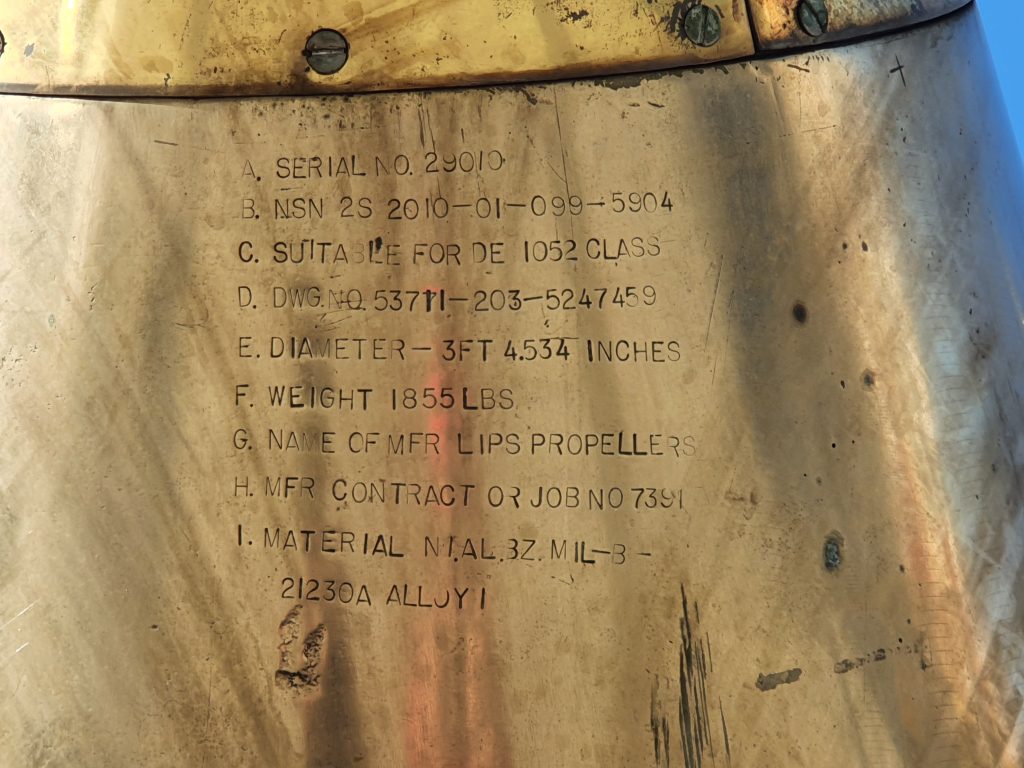 A. SERIAL NO. 29010
B. NSN 2S 2010-01-099-5904
C. SUITABLE FOR DE 1052 CLASS
D. DWG.NO. 53711-203-5247459
E. DIAMETER- 3FT 4.534 INCHES
F. WEIGHT 1855 LBS.
G. NAME OF MFR LIPS PROPELLERS
H. MFR CONTRACT OR JOB NO 7391
I. MATERIAL NI.AL.BZ. MIL-B-
21230A ALLOY I